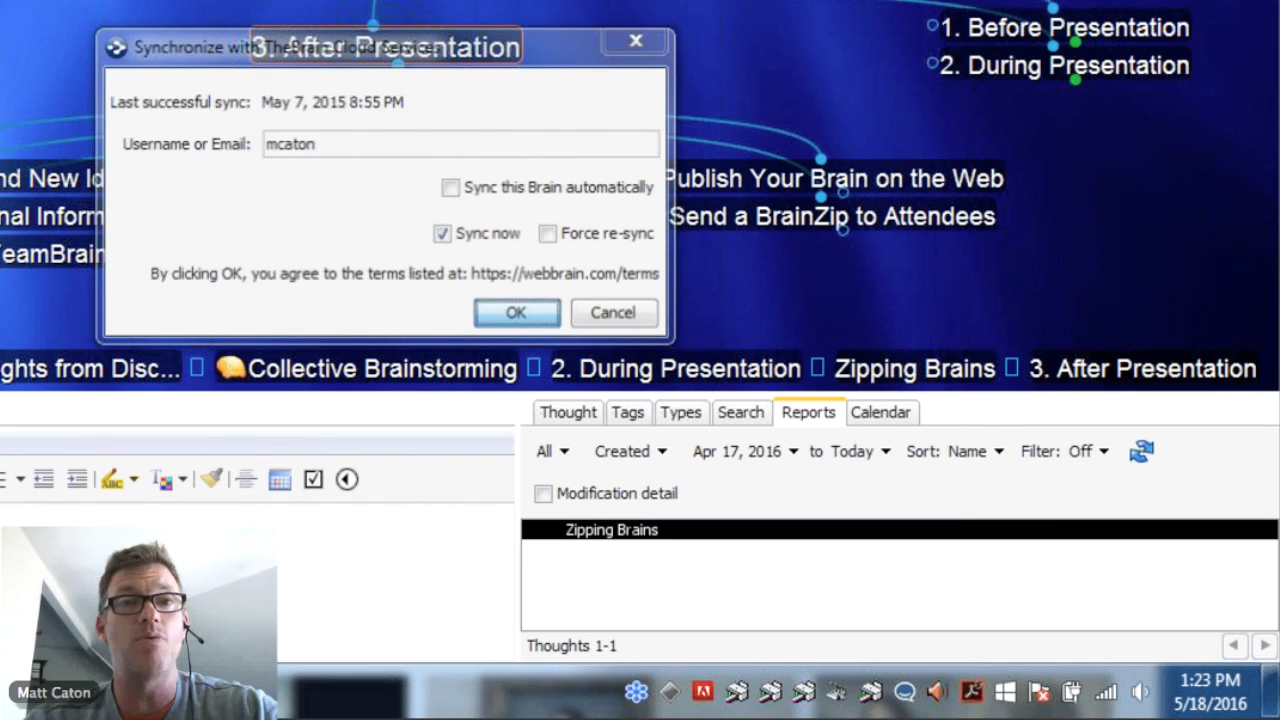 3. After Presentation
Synchronize with TheBrain Cloud Services
1. Before Presentation
2. During Presentation
Last successful sync: May 7, 2015 8:55 PM
Username or Email: mcaton
Sync this Brain automatically
Sync now Force re-sync
By clicking OK, you agree to the terms listed at: https://webbrain.com/terms
OK Cancel
nd New Id
Publish Your Brain on the Web
nal Inform
Send a BrainZip to Attendees
TeamBrain
ghts from Disc... Collective Brainstorming 2. During Presentation Zipping Brains 3. After Presentation
Thought Tags Types Search Reports Calendar
All Created Apr 17, 2016 to Today Sort: Name Filter: Off
ABC T
Modification detail
Zipping Brains
Thoughts 1-1
Matt Caton
1:23 PM
5/18/2016